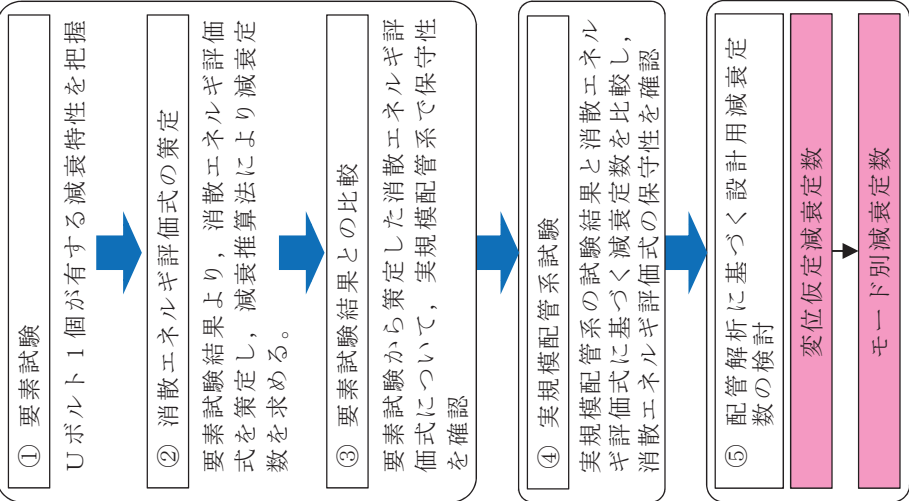 ① 要素試験
Uボルト1個が有する減衰特性を把握
② 消散エネルギ評価式の策定
要素試験結果より，消散エネルギ評価
式を策定し，減衰推算法により減衰定
数を求める。
③ 要素試験結果との比較
要素試験から策定した消散エネルギ評
価式について，実規模配管系で保守性
を確認
④ 実規模配管系試験
実規模配管系の試験結果と消散エネル
ギ評価式に基づく減衰定数を比較し，
消散エネルギ評価式の保守性を確認
⑤ 配管解析に基づく設計用減衰定
数の検討
変位仮定減衰定数
モード別減衰定数